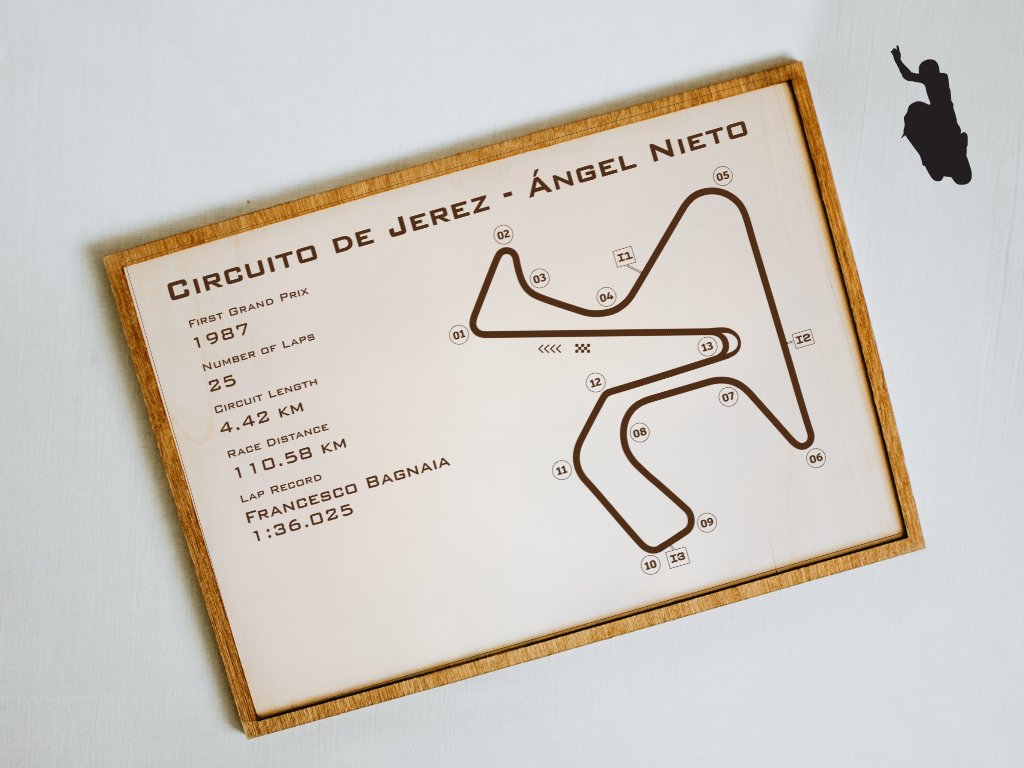 CIRCUITO DE JEREZ - ÁNGEL NIETO
FIRST GRAND PRIX
1987
NUMBER OF LAPS
25
CIRCUIT LENGTH
4.42 KM
RACE DISTANCE
110.58 KM
LAP RECORD
FRANCESCO BAGNAIA
1:36.025
05
02
I1
03
04
01
<<<<
13
I2
12
07
08
06
11
09
10
I3